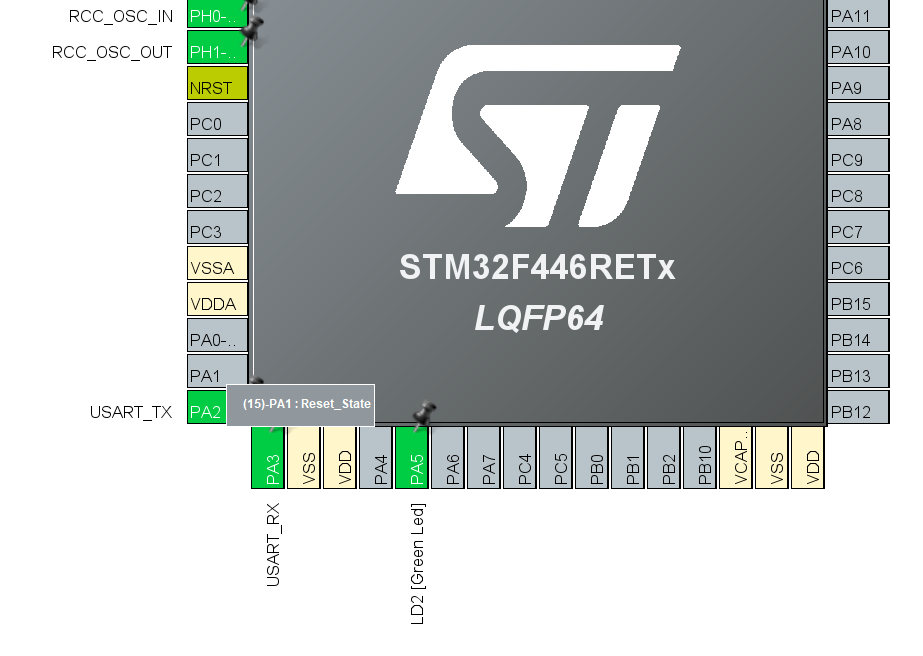 RCC_OSC_IN PH0-.. PA11
RCC_OSC_OUT PH1-.. PA10
NRST PA9
PC0 PA8
PC1 PC9
PC2 PC8
PC3 PC7
VSSA PC6
VDDA PB15
PA0-.. PB14
PA1 PB13
USART_TX PA2 PB12
ST
STM32F446RETx
LQFP64
(15)-PA1 : Reset_State
PA3
VSS
VDD
PA4
PA5
PA6
PA7
PC4
PC5
PB0
PB1
PB2
PB10
VCAP..
VSS
VDD
USART_RX
LD2 [Green Led]